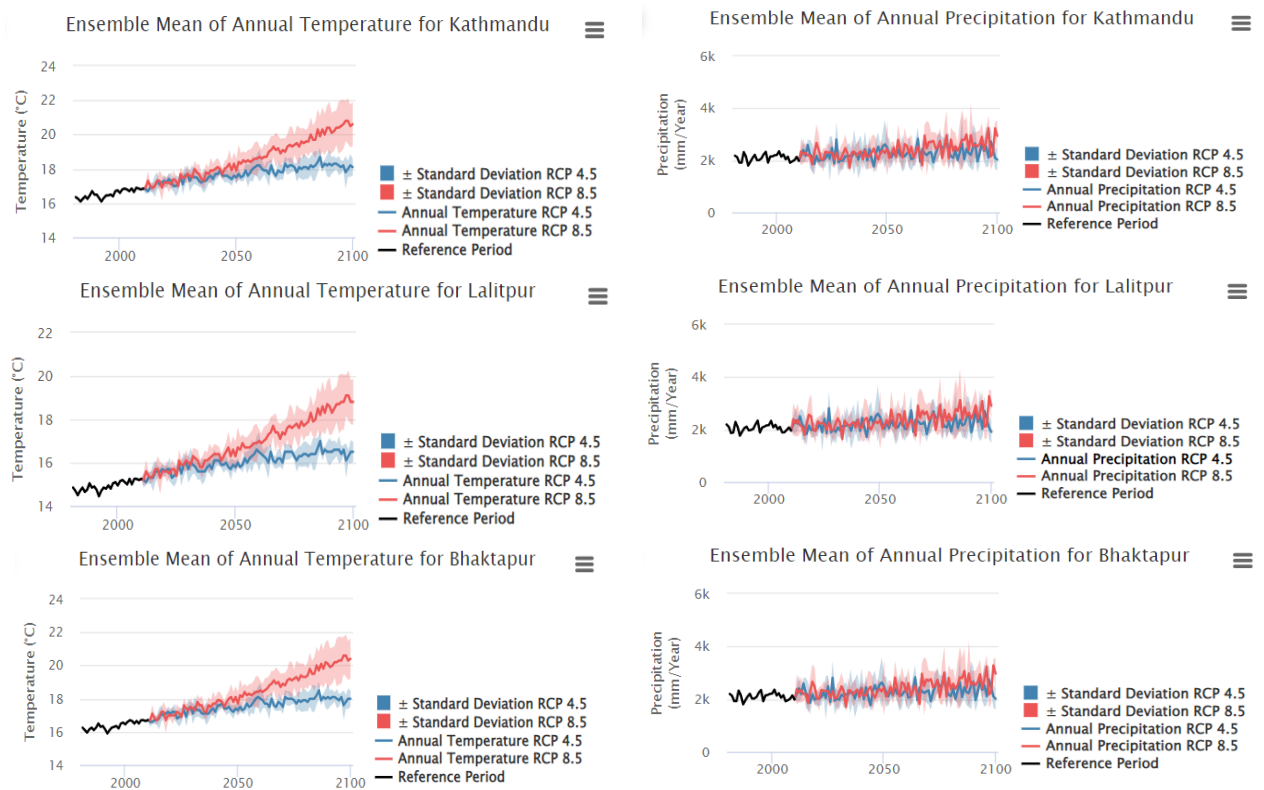 Ensemble Mean of Annual Temperature for Kathmandu
Temperature (°C)
24
22
20
18
16
14
2000
2050
2100
± Standard Deviation RCP 4.5
± Standard Deviation RCP 8.5
Annual Temperature RCP 4.5
Annual Temperature RCP 8.5
Reference Period
Ensemble Mean of Annual Precipitation for Kathmandu
Precipitation
(mm/Year)
6k
4k
2k
0
2000
2050
2100
± Standard Deviation RCP 4.5
± Standard Deviation RCP 8.5
Annual Precipitation RCP 4.5
Annual Precipitation RCP 8.5
Reference Period
Ensemble Mean of Annual Temperature for Lalitpur
Temperature (°C)
22
20
18
16
14
2000
2050
2100
± Standard Deviation RCP 4.5
± Standard Deviation RCP 8.5
Annual Temperature RCP 4.5
Annual Temperature RCP 8.5
Reference Period
Ensemble Mean of Annual Precipitation for Lalitpur
Precipitation
(mm/Year)
6k
4k
2k
0
2000
2050
2100
± Standard Deviation RCP 4.5
± Standard Deviation RCP 8.5
Annual Precipitation RCP 4.5
Annual Precipitation RCP 8.5
Reference Period
Ensemble Mean of Annual Temperature for Bhaktapur
Temperature (°C)
24
22
20
18
16
14
2000
2050
2100
± Standard Deviation RCP 4.5
± Standard Deviation RCP 8.5
Annual Temperature RCP 4.5
Annual Temperature RCP 8.5
Reference Period
Ensemble Mean of Annual Precipitation for Bhaktapur
Precipitation
(mm/Year)
6k
4k
2k
0
2000
2050
2100
± Standard Deviation RCP 4.5
± Standard Deviation RCP 8.5
Annual Precipitation RCP 4.5
Annual Precipitation RCP 8.5
Reference Period